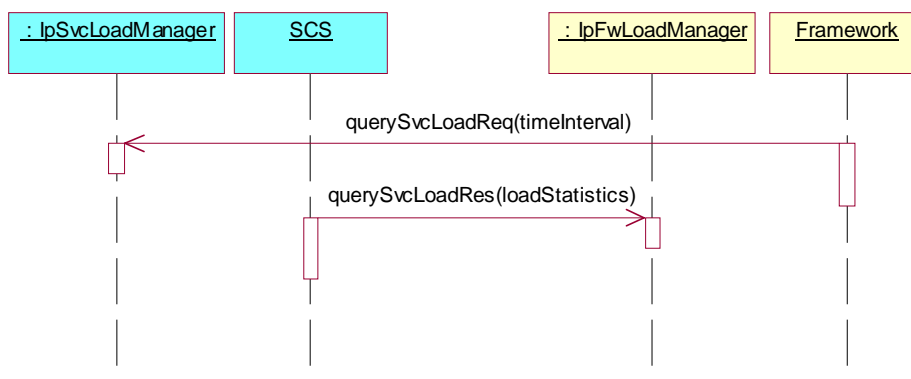 : IpSvcLoadManager
SCS
: IpFwLoadManager
Framework
querySvcLoadReq(timeInterval)
querySvcLoadRes(loadStatistics)